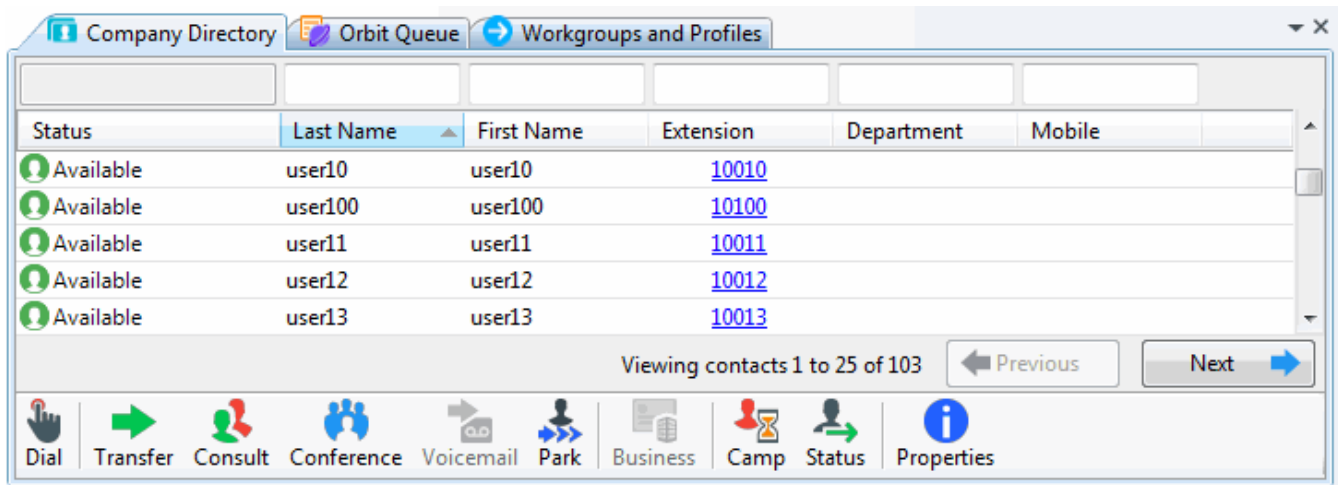 Company Directory Orbit Queue Workgroups and Profiles
Status Last Name First Name Extension Department Mobile
Available user10 user10 10010
Available user100 user100 10100
Available user11 user11 10011
Available user12 user12 10012
Available user13 user13 10013
Viewing contacts 1 to 25 of 103 Previous Next
Dial Transfer Consult Conference Voicemail Park Business Camp Status Properties